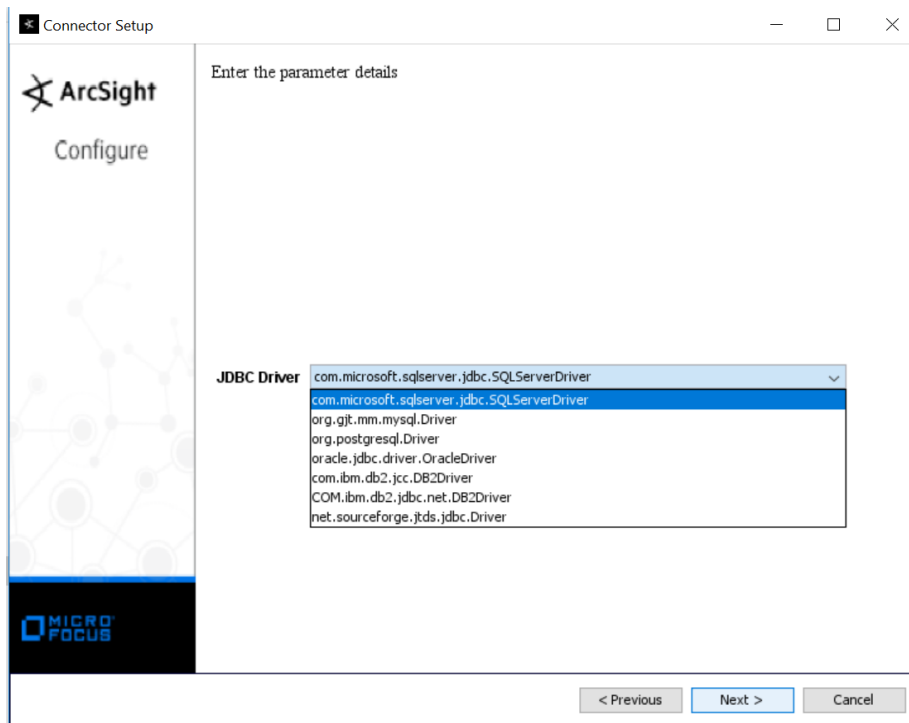 Connector Setup
ArcSight
Configure
Enter the parameter details
JDBC Driver com.microsoft.sqlserver.jdbc.SQLServerDriver
com.microsoft.sqlserver.jdbc.SQLServerDriver
org.gjt.mm.mysql.Driver
org.postgresql.Driver
oracle.jdbc.driver.OracleDriver
com.ibm.db2.jcc.DB2Driver
COM.ibm.db2.jdbc.net.DB2Driver
net.sourceforge.jtds.jdbc.Driver
MICRO
FOCUS
< Previous Next > Cancel